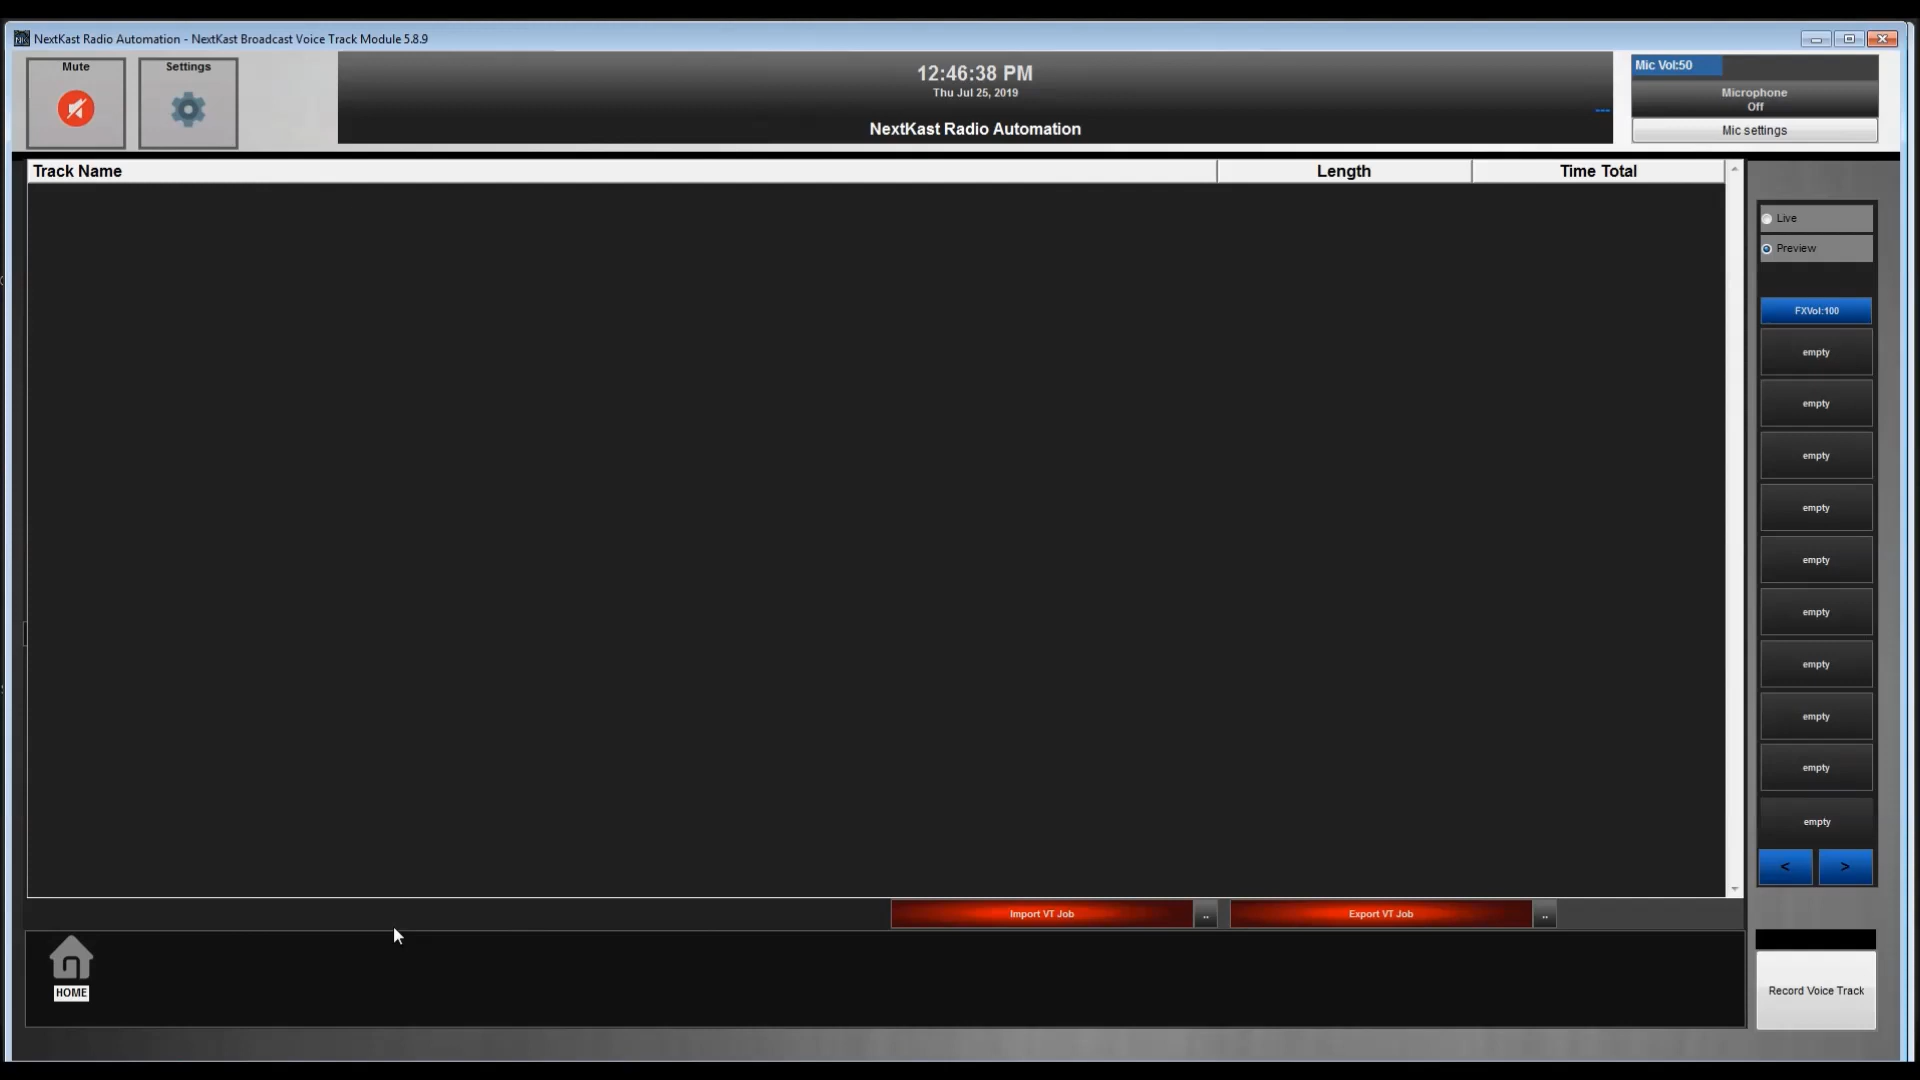 NextKast Radio Automation - NextKast Broadcast Voice Track Module 5.8.9
Mute
Settings
12:46:38 PM
Thu Jul 25, 2019
---
NextKast Radio Automation
Mic Vol:50
Microphone
Off
Mic settings
Track Name
Length
Time Total
Live
Preview
FXVol:100
empty
empty
empty
empty
empty
empty
empty
empty
empty
empty
<
>
Import VT Job
..
Export VT Job
..
HOME
Record Voice Track